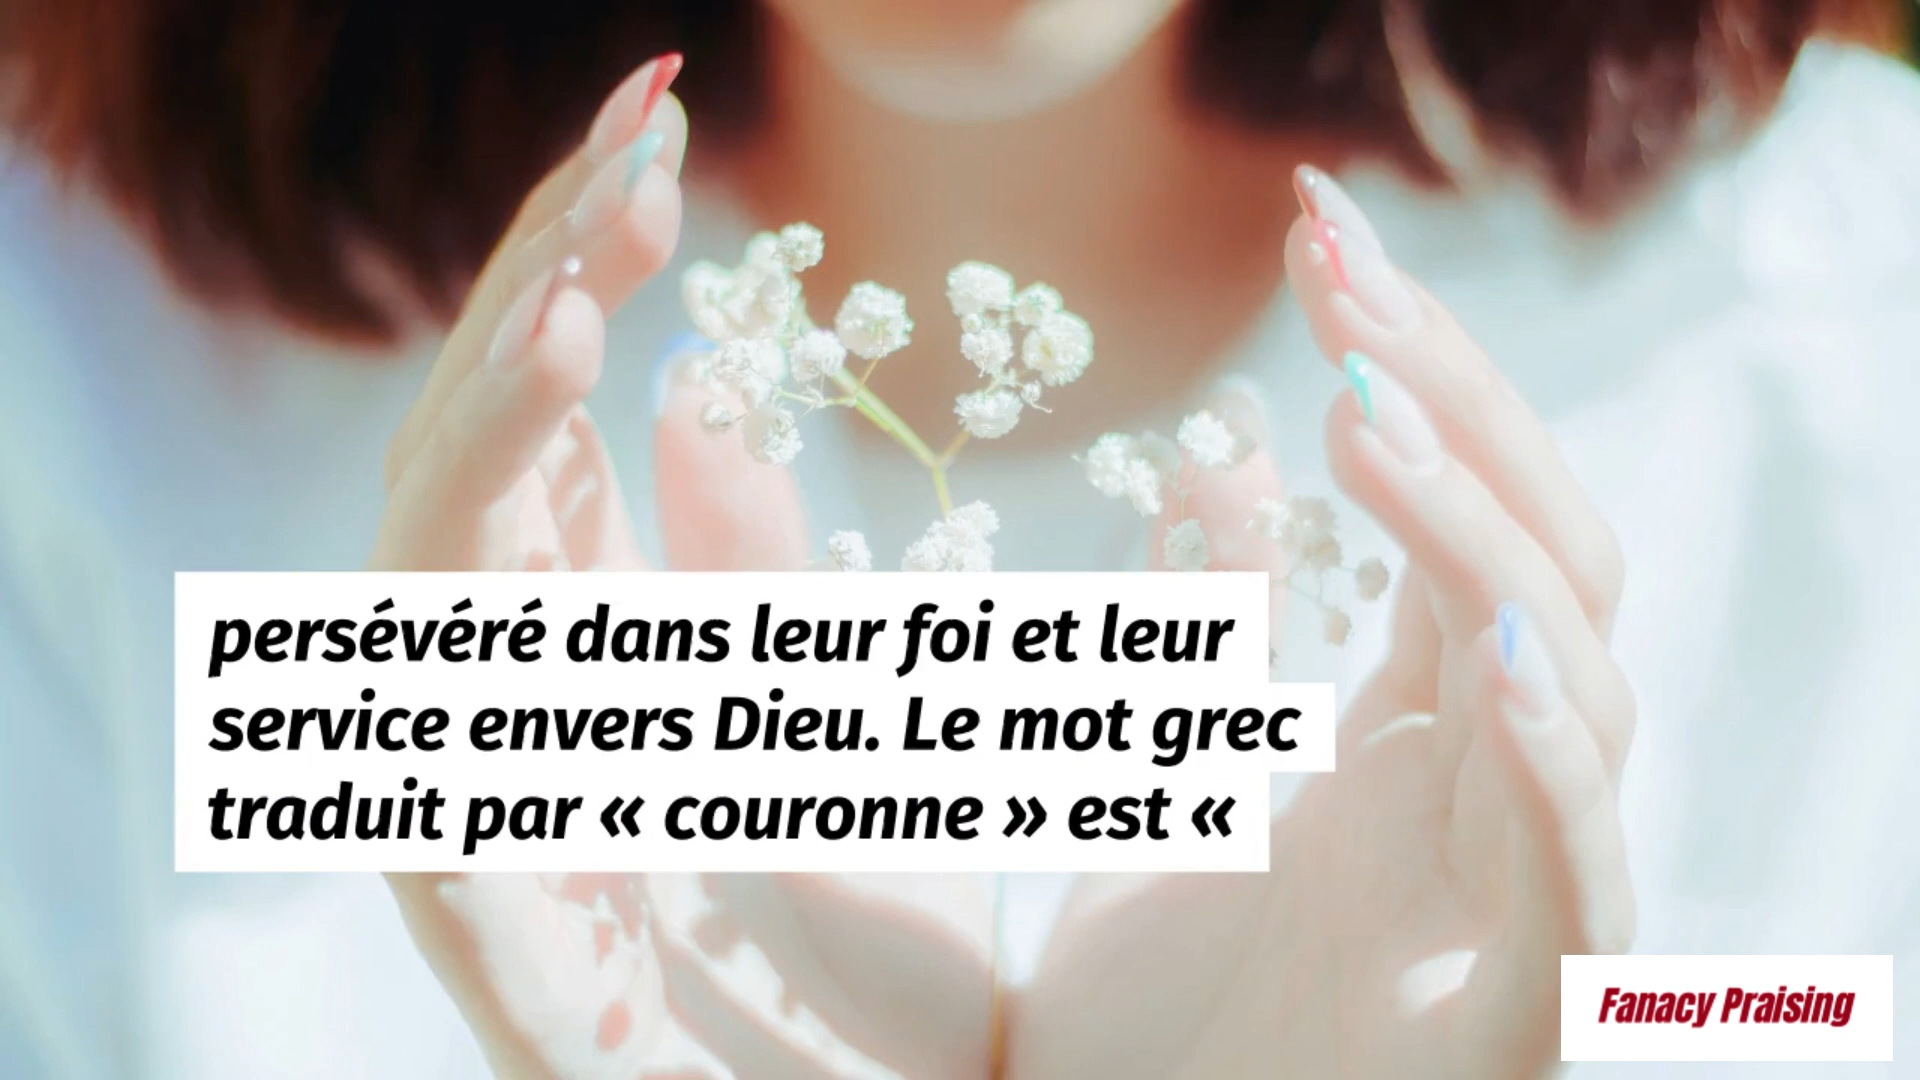 persévéré dans leur foi et leur
service envers Dieu. Le mot grec
traduit par « couronne » est «
Fanacy Praising